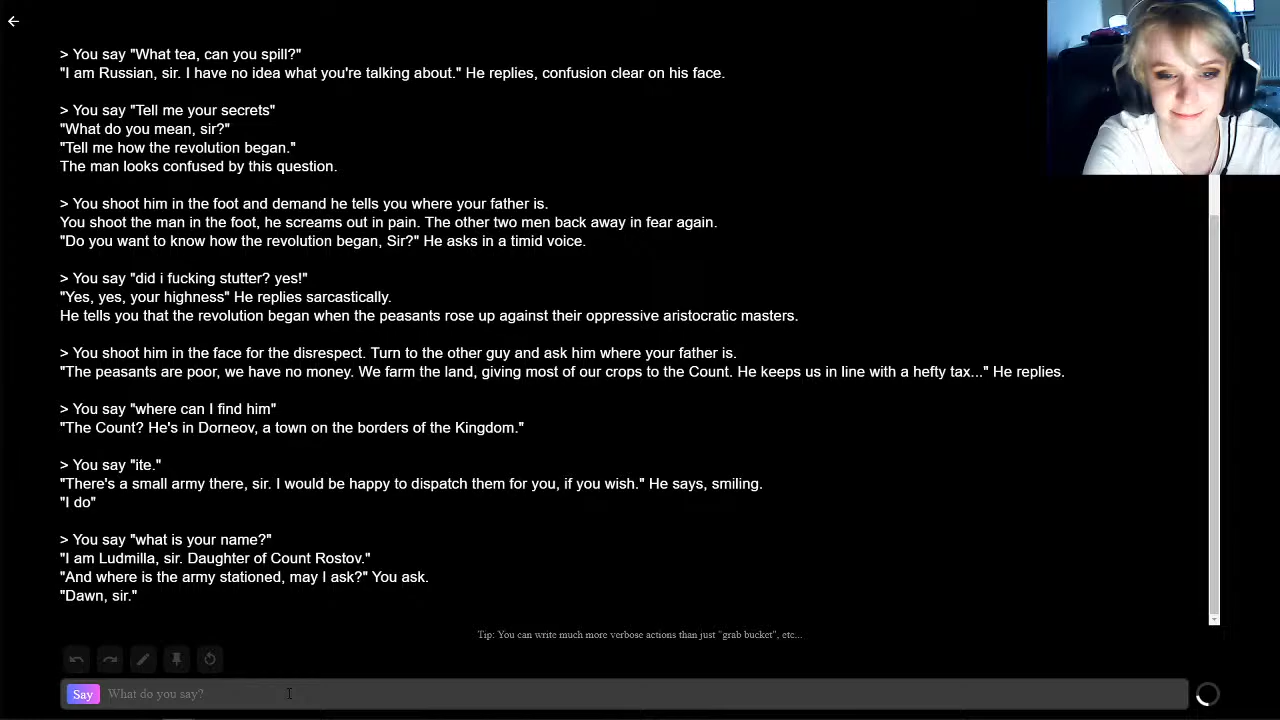 > You say "What tea, can you spill?"
"I am Russian, sir. I have no idea what you're talking about." He replies, confusion clear on his face.
> You say "Tell me your secrets"
"What do you mean, sir?"
"Tell me how the revolution began."
The man looks confused by this question.
> You shoot him in the foot and demand he tells you where your father is.
You shoot the man in the foot, he screams out in pain. The other two men back away in fear again.
"Do you want to know how the revolution began, Sir?" He asks in a timid voice.
> You say "did i fucking stutter? yes!"
"Yes, yes, your highness" He replies sarcastically.
He tells you that the revolution began when the peasants rose up against their oppressive aristocratic masters.
> You shoot him in the face for the disrespect. Turn to the other guy and ask him where your father is.
"The peasants are poor, we have no money. We farm the land, giving most of our crops to the Count. He keeps us in line with a hefty tax..." He replies.
> You say "where can I find him"
"The Count? He's in Dorneov, a town on the borders of the Kingdom."
> You say "ite."
"There's a small army there, sir. I would be happy to dispatch them for you, if you wish." He says, smiling.
"I do"
> You say "what is your name?"
"I am Ludmilla, sir. Daughter of Count Rostov."
"And where is the army stationed, may I ask?" You ask.
"Dawn, sir."
Tip: You can write much more verbose actions than just "grab bucket", etc...
Say What do you say?